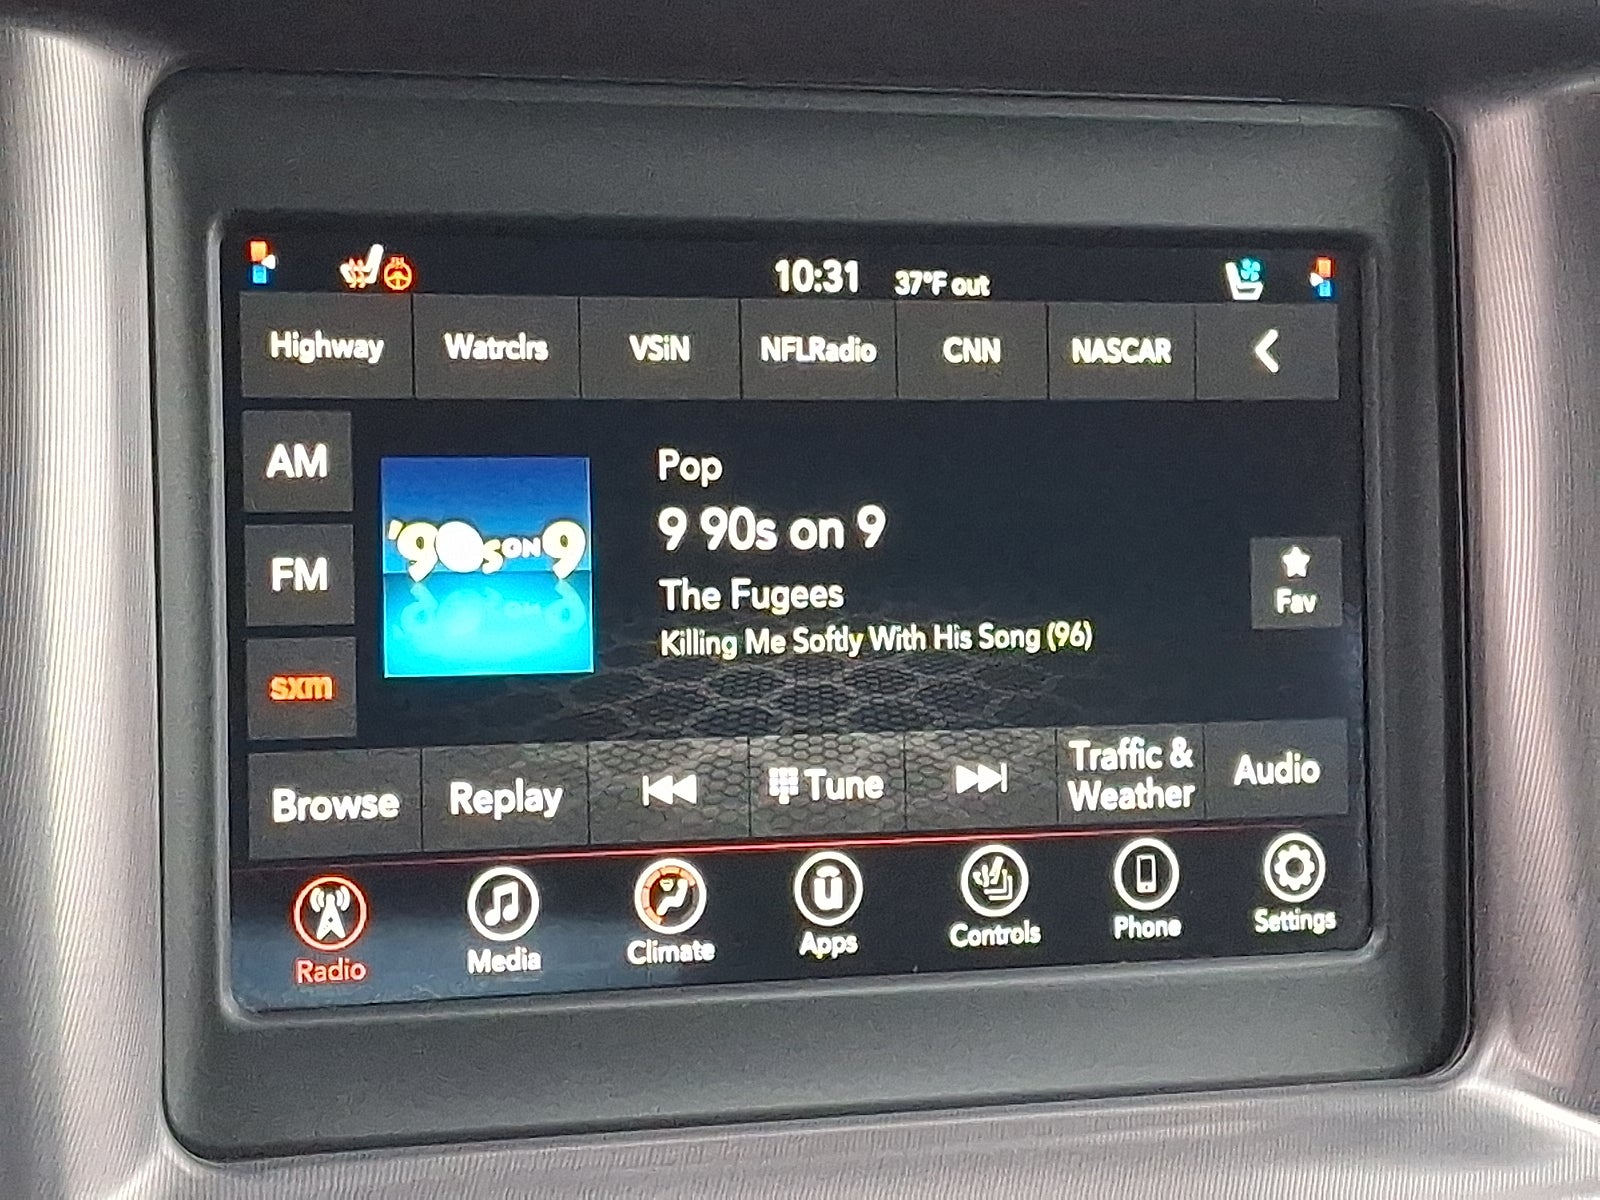 10:31 37°F out
Highway Watrclrs VSiN NFLRadio CNN NASCAR
AM
FM
sxm
'90s ON 9
Pop
9 90s on 9
The Fugees
Killing Me Softly With His Song (96)
Fav
Browse Replay Tune Traffic & Weather Audio
Radio Media Climate Apps Controls Phone Settings